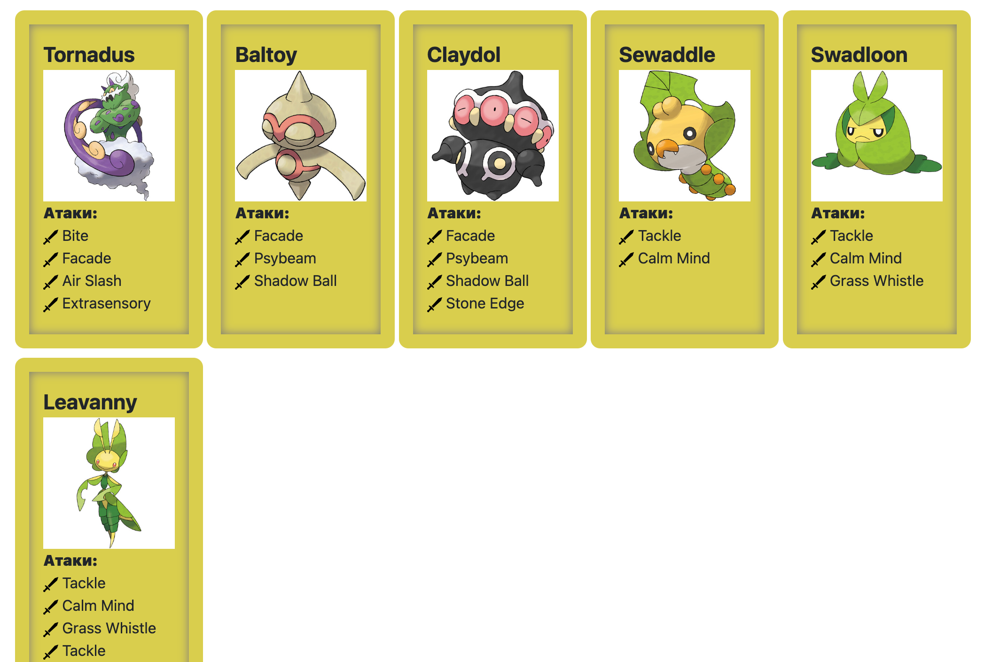 Tornadus
Атаки:
Bite
Facade
Air Slash
Extrasensory
Baltoy
Атаки:
Facade
Psybeam
Shadow Ball
Claydol
Атаки:
Facade
Psybeam
Shadow Ball
Stone Edge
Sewaddle
Атаки:
Tackle
Calm Mind
Swadloon
Атаки:
Tackle
Calm Mind
Grass Whistle
Leavanny
Атаки:
Tackle
Calm Mind
Grass Whistle
Tackle